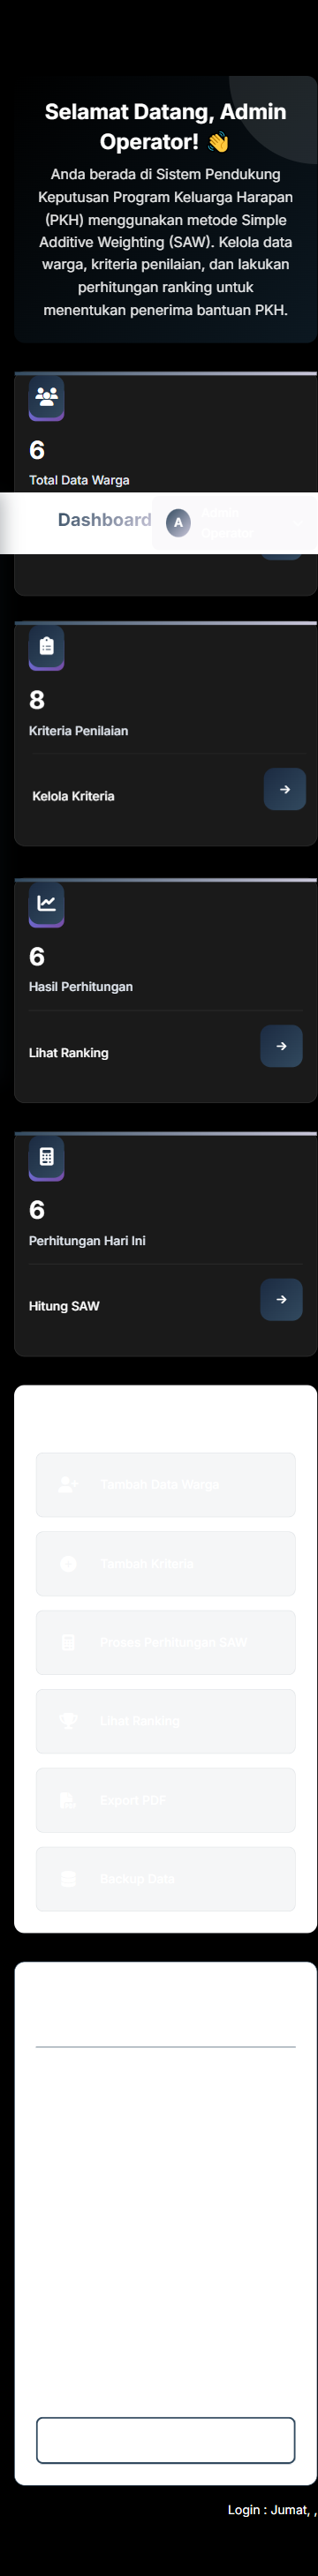 Selamat Datang, Admin
Operator! 👋
Anda berada di Sistem Pendukung
Keputusan Program Keluarga Harapan
(PKH) menggunakan metode Simple
Additive Weighting (SAW). Kelola data
warga, kriteria penilaian, dan lakukan
perhitungan ranking untuk
menentukan penerima bantuan PKH.
6
Total Data Warga
Dashboard
A
Admin
Operator
8
Kriteria Penilaian
Kelola Kriteria
6
Hasil Perhitungan
Lihat Ranking
6
Perhitungan Hari Ini
Hitung SAW
Tambah Data Warga
Tambah Kriteria
Proses Perhitungan SAW
Lihat Ranking
Export PDF
Backup Data
Login : Jumat, ,